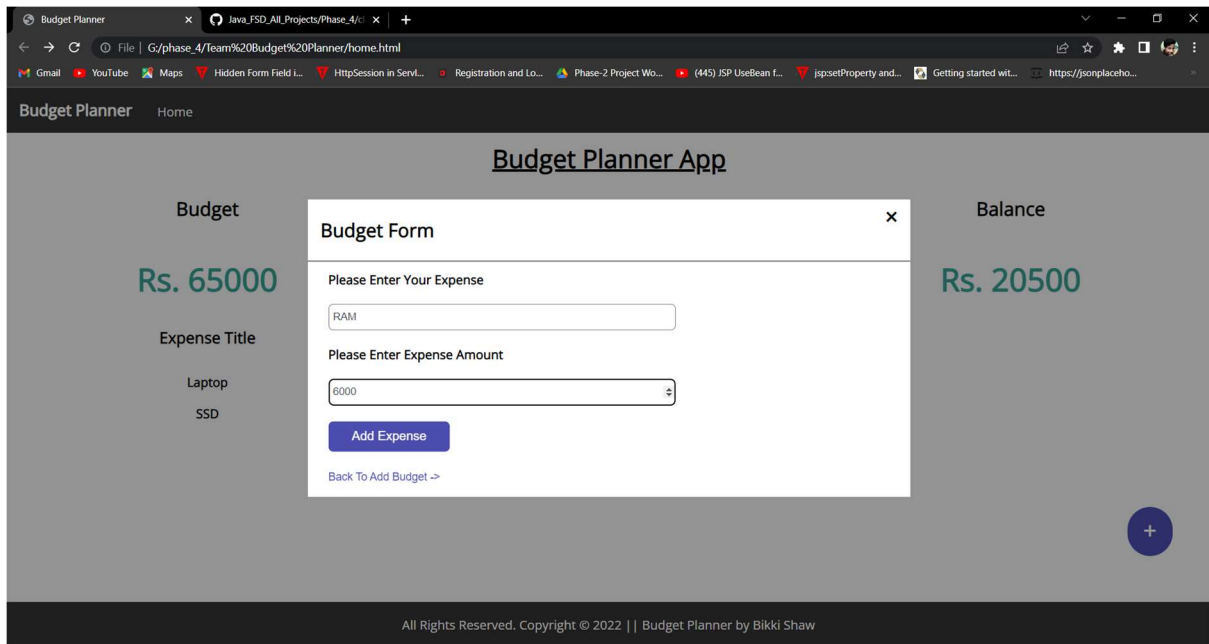 Budget Planner
Java_FSD_All_Projects/Phase_4/cl
File | G:/phase_4/Team%20Budget%20Planner/home.html
Gmail YouTube Maps Hidden Form Field i... HttpSession in Servl... Registration and Lo... Phase-2 Project Wo... (445) JSP UseBean f... jsp:setProperty and... Getting started wit... https://jsonplaceho... »
Budget Planner Home
Budget Planner App
Budget
Balance
Rs. 65000
Rs. 20500
Expense Title
Laptop
SSD
Budget Form
Please Enter Your Expense
RAM
Please Enter Expense Amount
6000
Add Expense
Back To Add Budget ->
+
All Rights Reserved. Copyright © 2022 || Budget Planner by Bikki Shaw